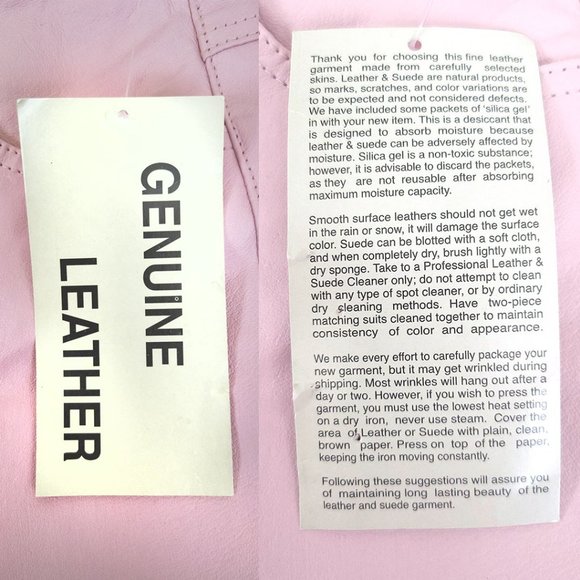 GENUINE
LEATHER
Thank you for choosing this fine leather
garment made from carefully selected
skins. Leather & Suede are natural products,
so marks, scratches, and color variations are
to be expected and not considered defects.
We have included some packets of 'silica gel'
in with your new item. This is a desiccant that
is designed to absorb moisture because
leather & suede can be adversely affected by
moisture. Silica gel is a non-toxic substance;
however, it is advisable to discard the packets,
as they are not reusable after absorbing
maximum moisture capacity.
Smooth surface leathers should not get wet
in the rain or snow, it will damage the surface
color. Suede can be blotted with a soft cloth,
and when completely dry, brush lightly with a
dry sponge. Take to a Professional Leather &
Suede Cleaner only; do not attempt to clean
with any type of spot cleaner, or by ordinary
dry cleaning methods. Have two-piece
matching suits cleaned together to maintain
consistency of color and appearance.
We make every effort to carefully package your
new garment, but it may get wrinkled during
shipping. Most wrinkles will hang out after a
day or two. However, if you wish to press the
garment, you must use the lowest heat setting
on a dry iron, never use steam. Cover the
area of Leather or Suede with plain, clean,
brown paper. Press on top of the paper,
keeping the iron moving constantly.
Following these suggestions will assure you
of maintaining long lasting beauty of the
leather and suede garment.